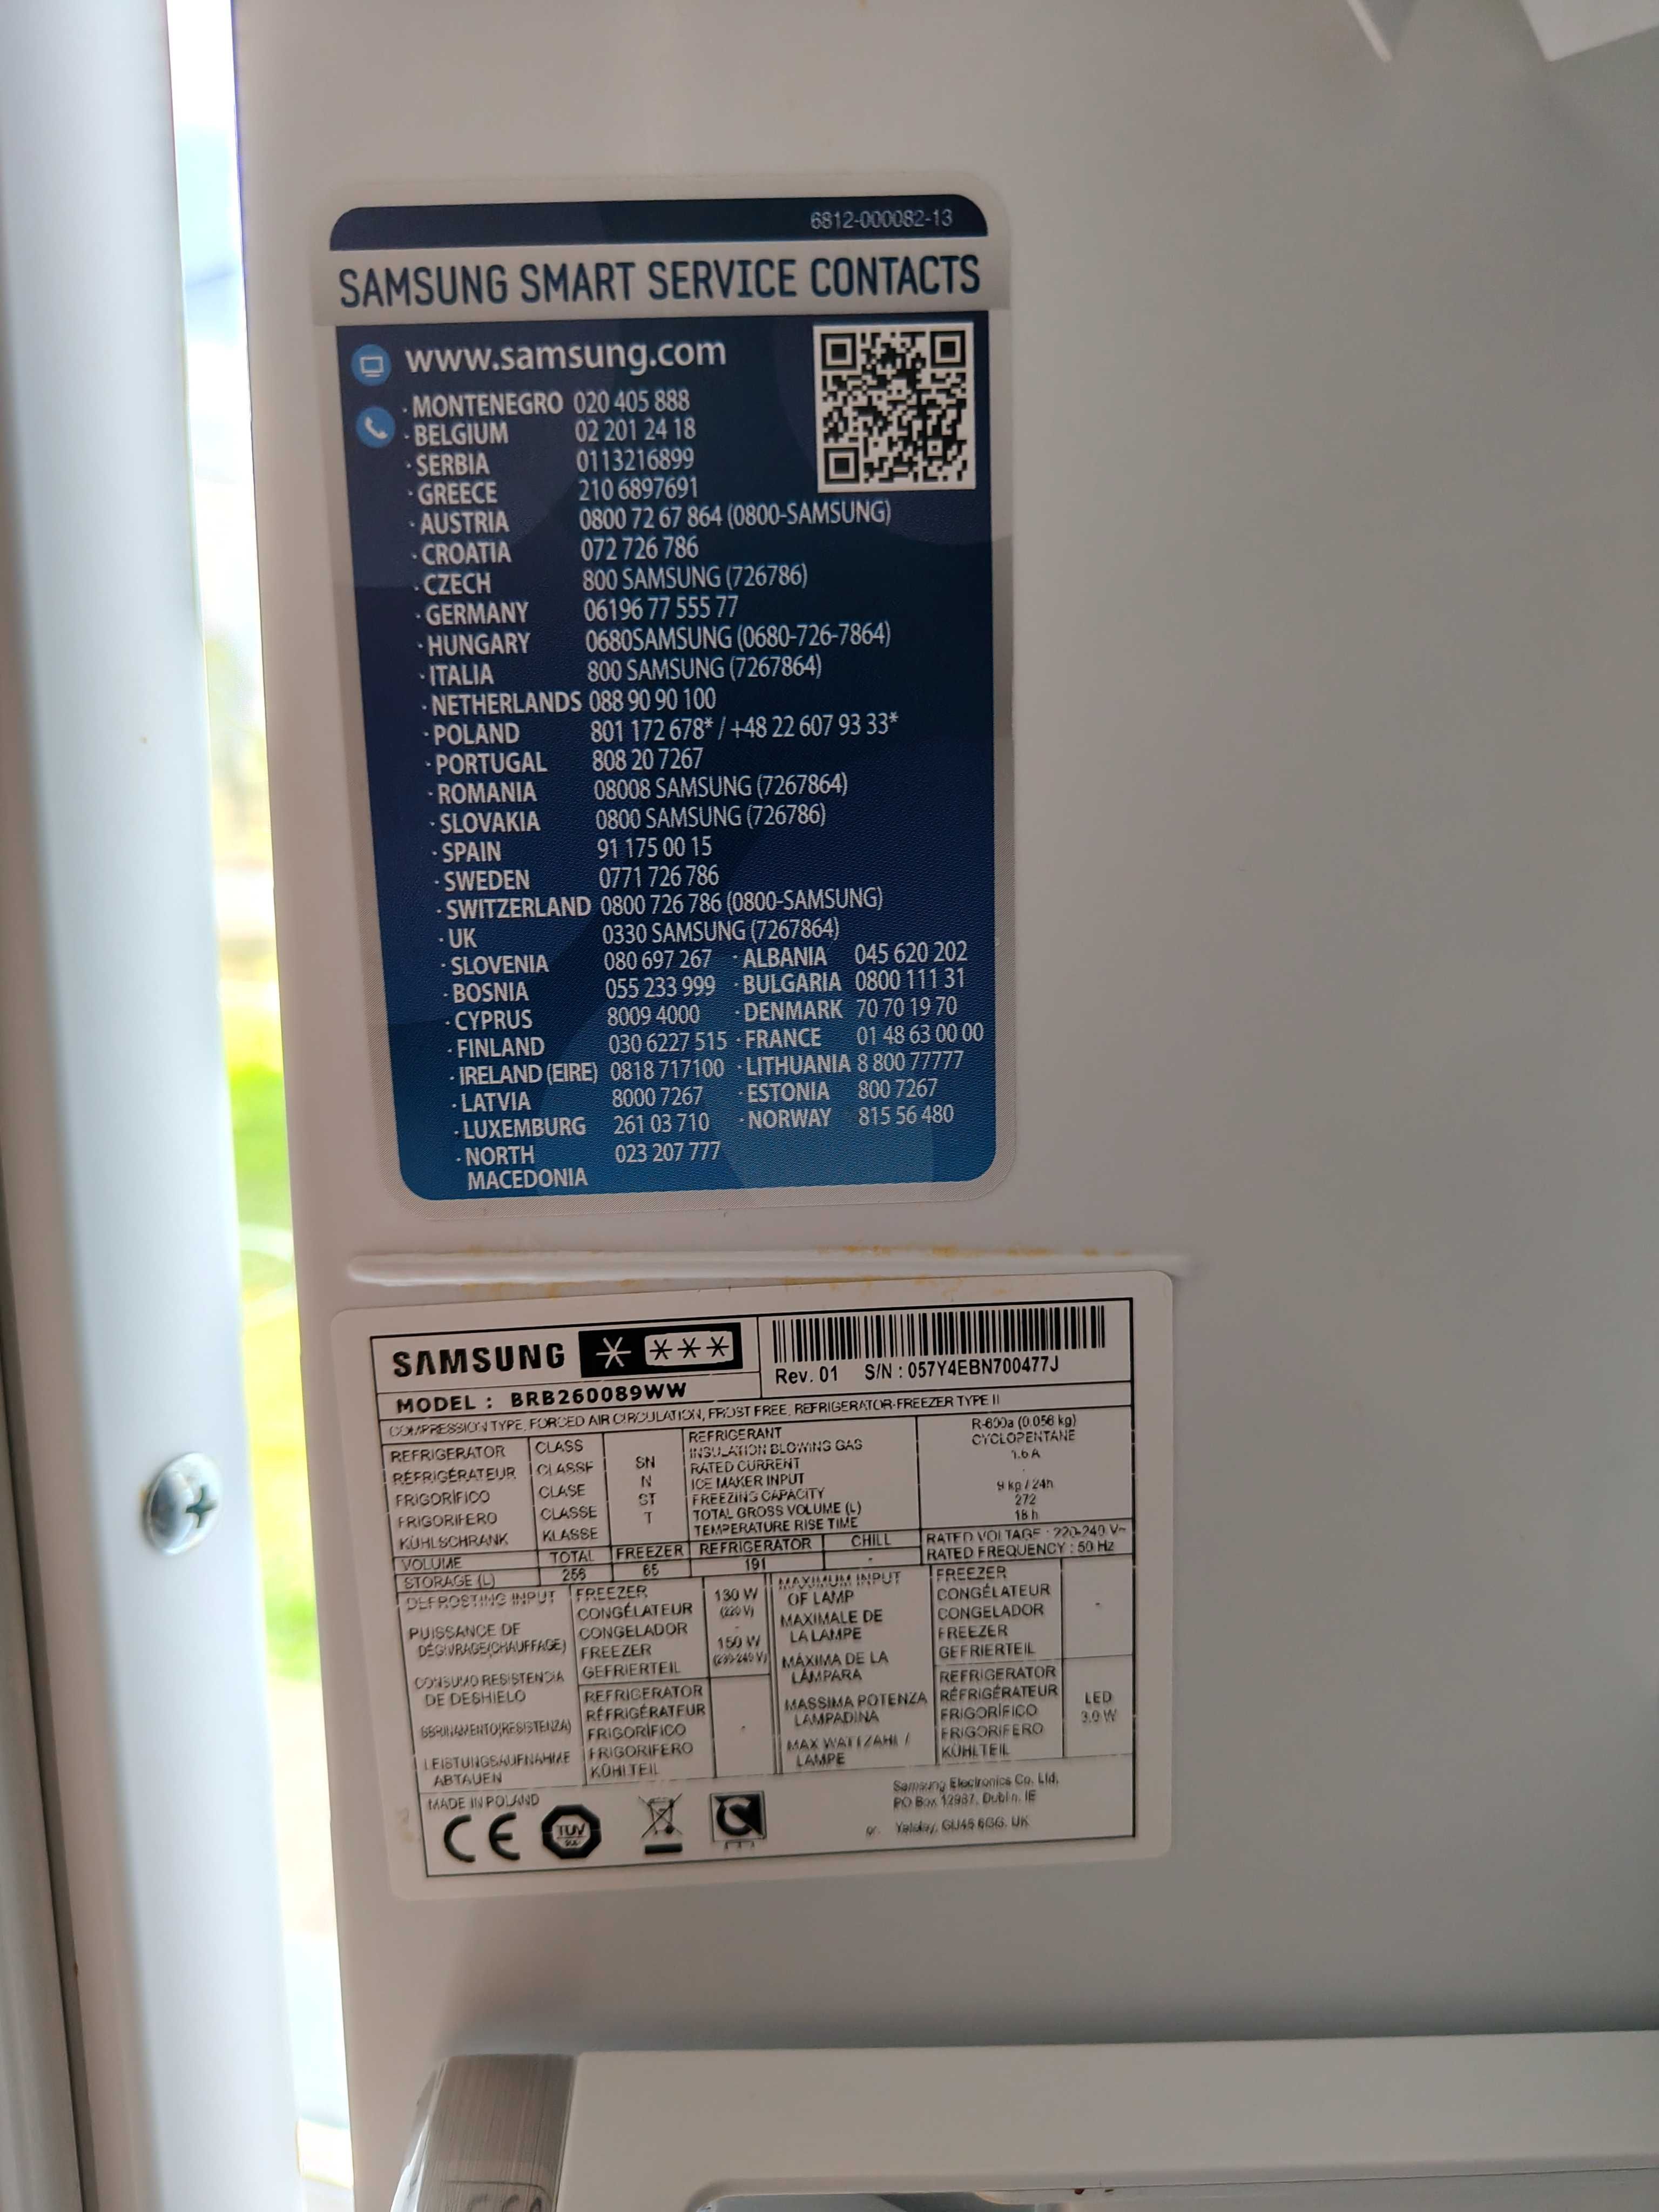 6812-000082-13
SAMSUNG SMART SERVICE CONTACTS
www.samsung.com
· MONTENEGRO 020 405 888
· BELGIUM 02 201 24 18
· SERBIA 0113216899
· GREECE 210 6897691
· AUSTRIA 0800 72 67 864 (0800-SAMSUNG)
· CROATIA 072 726 786
· CZECH 800 SAMSUNG (726786)
· GERMANY 06196 77 555 77
· HUNGARY 0680SAMSUNG (0680-726-7864)
· ITALIA 800 SAMSUNG (7267864)
· NETHERLANDS 088 90 90 100
· POLAND 801 172 678* / +48 22 607 93 33*
· PORTUGAL 808 20 7267
· ROMANIA 08008 SAMSUNG (7267864)
· SLOVAKIA 0800 SAMSUNG (726786)
· SPAIN 91 175 00 15
· SWEDEN 0771 726 786
· SWITZERLAND 0800 726 786 (0800-SAMSUNG)
· UK 0330 SAMSUNG (7267864)
· SLOVENIA 080 697 267 · ALBANIA 045 620 202
· BOSNIA 055 233 999 · BULGARIA 0800 111 31
· CYPRUS 8009 4000 · DENMARK 70 70 19 70
· FINLAND 030 6227 515 · FRANCE 01 48 63 00 00
· IRELAND (EIRE) 0818 717100 · LITHUANIA 8 800 77777
· LATVIA 8000 7267 · ESTONIA 800 7267
· LUXEMBURG 261 03 710 · NORWAY 815 56 480
· NORTH 023 207 777
MACEDONIA
SAMSUNG
Rev. 01 S/N : 057Y4EBN700477J
MODEL : BRB260089WW
COMPRESSION TYPE, FORCED AIR CIRCULATION, FROST FREE, REFRIGERATOR-FREEZER TYPE II
REFRIGERATOR CLASS
RÉFRIGÉRATEUR CLASSE
FRIGORÍFICO CLASE
FRIGORIFERO CLASSE
KÜHLSCHRANK KLASSE
SN
N
ST
T
REFRIGERANT R-600a (0.056 kg)
INSULATION BLOWING GAS CYCLOPENTANE
RATED CURRENT 1.6 A
ICE MAKER INPUT -
FREEZING CAPACITY 9 kg / 24h
TOTAL GROSS VOLUME (L) 272
TEMPERATURE RISE TIME 18 h
VOLUME TOTAL FREEZER REFRIGERATOR CHILL
STORAGE (L) 256 65 191 -
RATED VOLTAGE : 220-240 V~
RATED FREQUENCY : 50 Hz
DEFROSTING INPUT
PUISSANCE DE
DÉGIVRAGE(CHAUFFAGE)
CONSUMO RESISTENCIA
DE DESHIELO
SBRINAMENTO(RESISTENZA)
LEISTUNGSAUFNAHME
ABTAUEN
FREEZER
CONGÉLATEUR
CONGELADOR
FREEZER
GEFRIERTEIL
130 W
(220 V)
-
150 W
(230-240 V)
REFRIGERATOR
RÉFRIGÉRATEUR
FRIGORÍFICO
FRIGORIFERO
KÜHLTEIL
-
MAXIMUM INPUT
OF LAMP
MAXIMALE DE
LA LAMPE
MÁXIMA DE LA
LÁMPARA
MASSIMA POTENZA
LAMPADINA
MAX WATTZAHL /
LAMPE
FREEZER
CONGÉLATEUR
CONGELADOR
FREEZER
GEFRIERTEIL
-
REFRIGERATOR
RÉFRIGÉRATEUR
FRIGORÍFICO
FRIGORIFERO
KÜHLTEIL
LED
3.0 W
MADE IN POLAND
CE
TÜV
Samsung Electronics Co. Ltd.
PO Box 12987, Dublin. IE
or. Yateley, GU46 6GG. UK